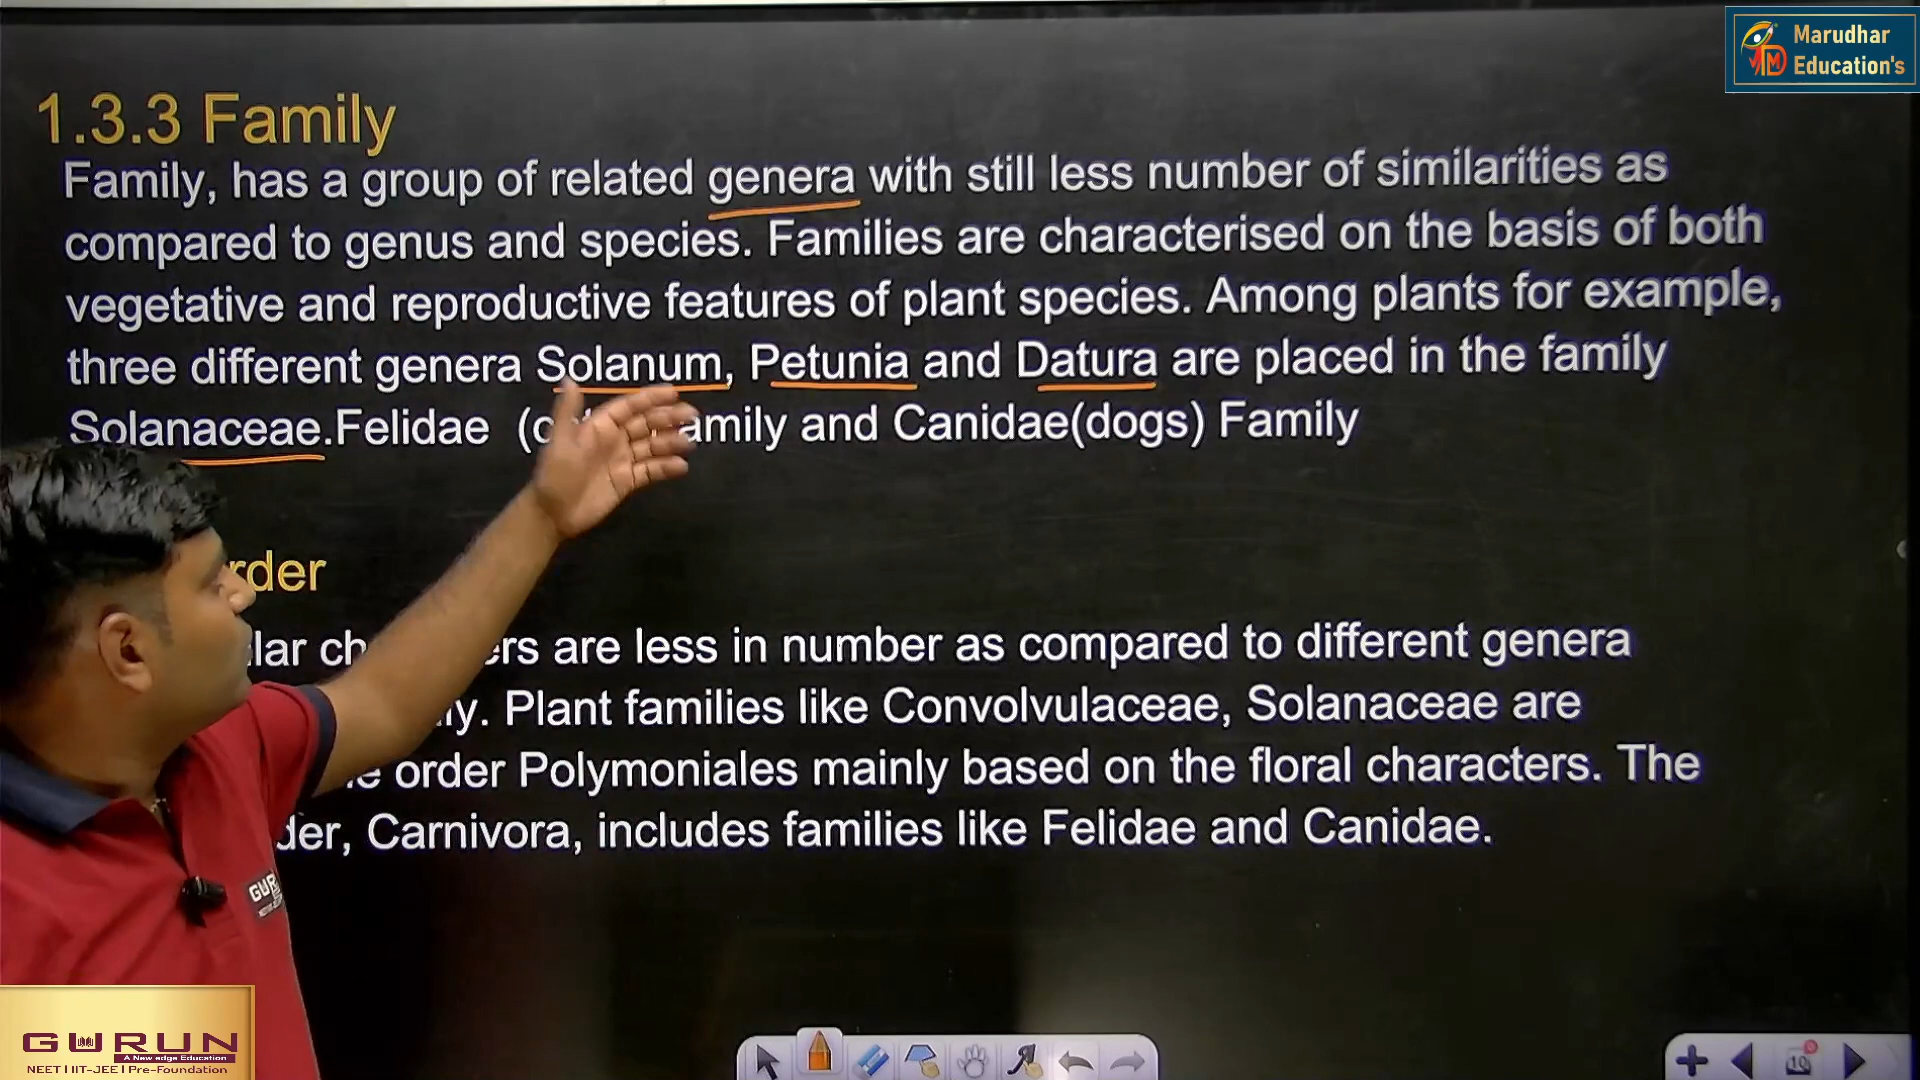 Marudhar
Education's
1.3.3 Family
Family, has a group of related genera with still less number of similarities as
compared to genus and species. Families are characterised on the basis of both
vegetative and reproductive features of plant species. Among plants for example,
three different genera Solanum, Petunia and Datura are placed in the family
Solanaceae.Felidae (c amily and Canidae(dogs) Family
rder
lar ch ers are less in number as compared to different genera
ly. Plant families like Convolvulaceae, Solanaceae are
order Polymoniales mainly based on the floral characters. The
der, Carnivora, includes families like Felidae and Canidae.
GURUN
A New edge Education
NEET I IIT-JEE I Pre-Foundation
10